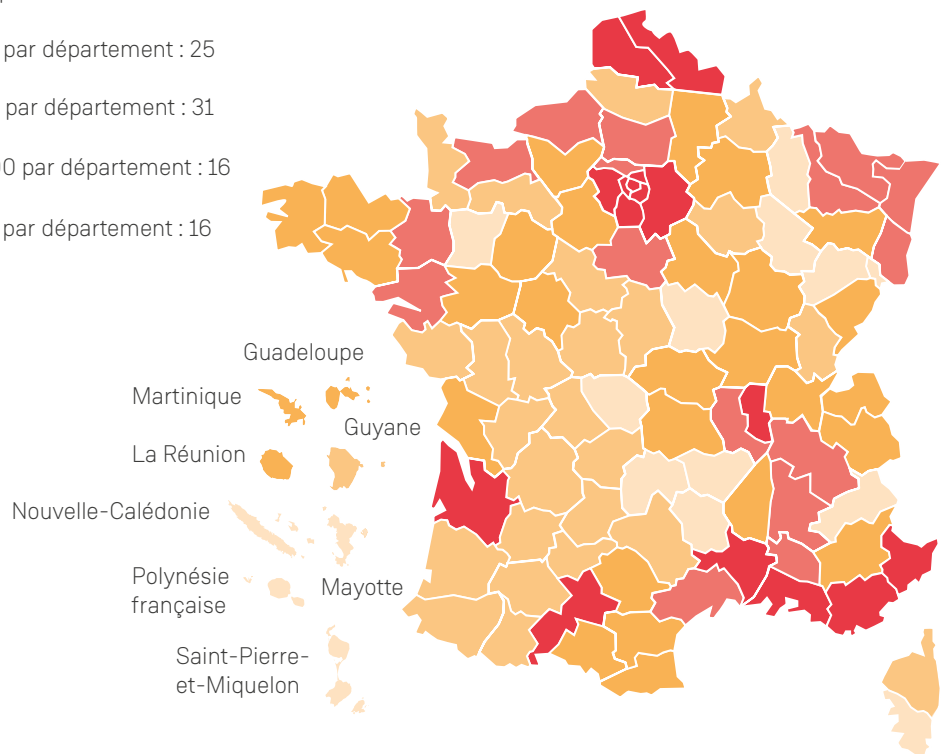 par département : 25
par département : 31
0 par département : 16
par département : 16
Guadeloupe
Martinique
Guyane
La Réunion
Nouvelle-Calédonie
Polynésie
française
Mayotte
Saint-Pierre-
et-Miquelon